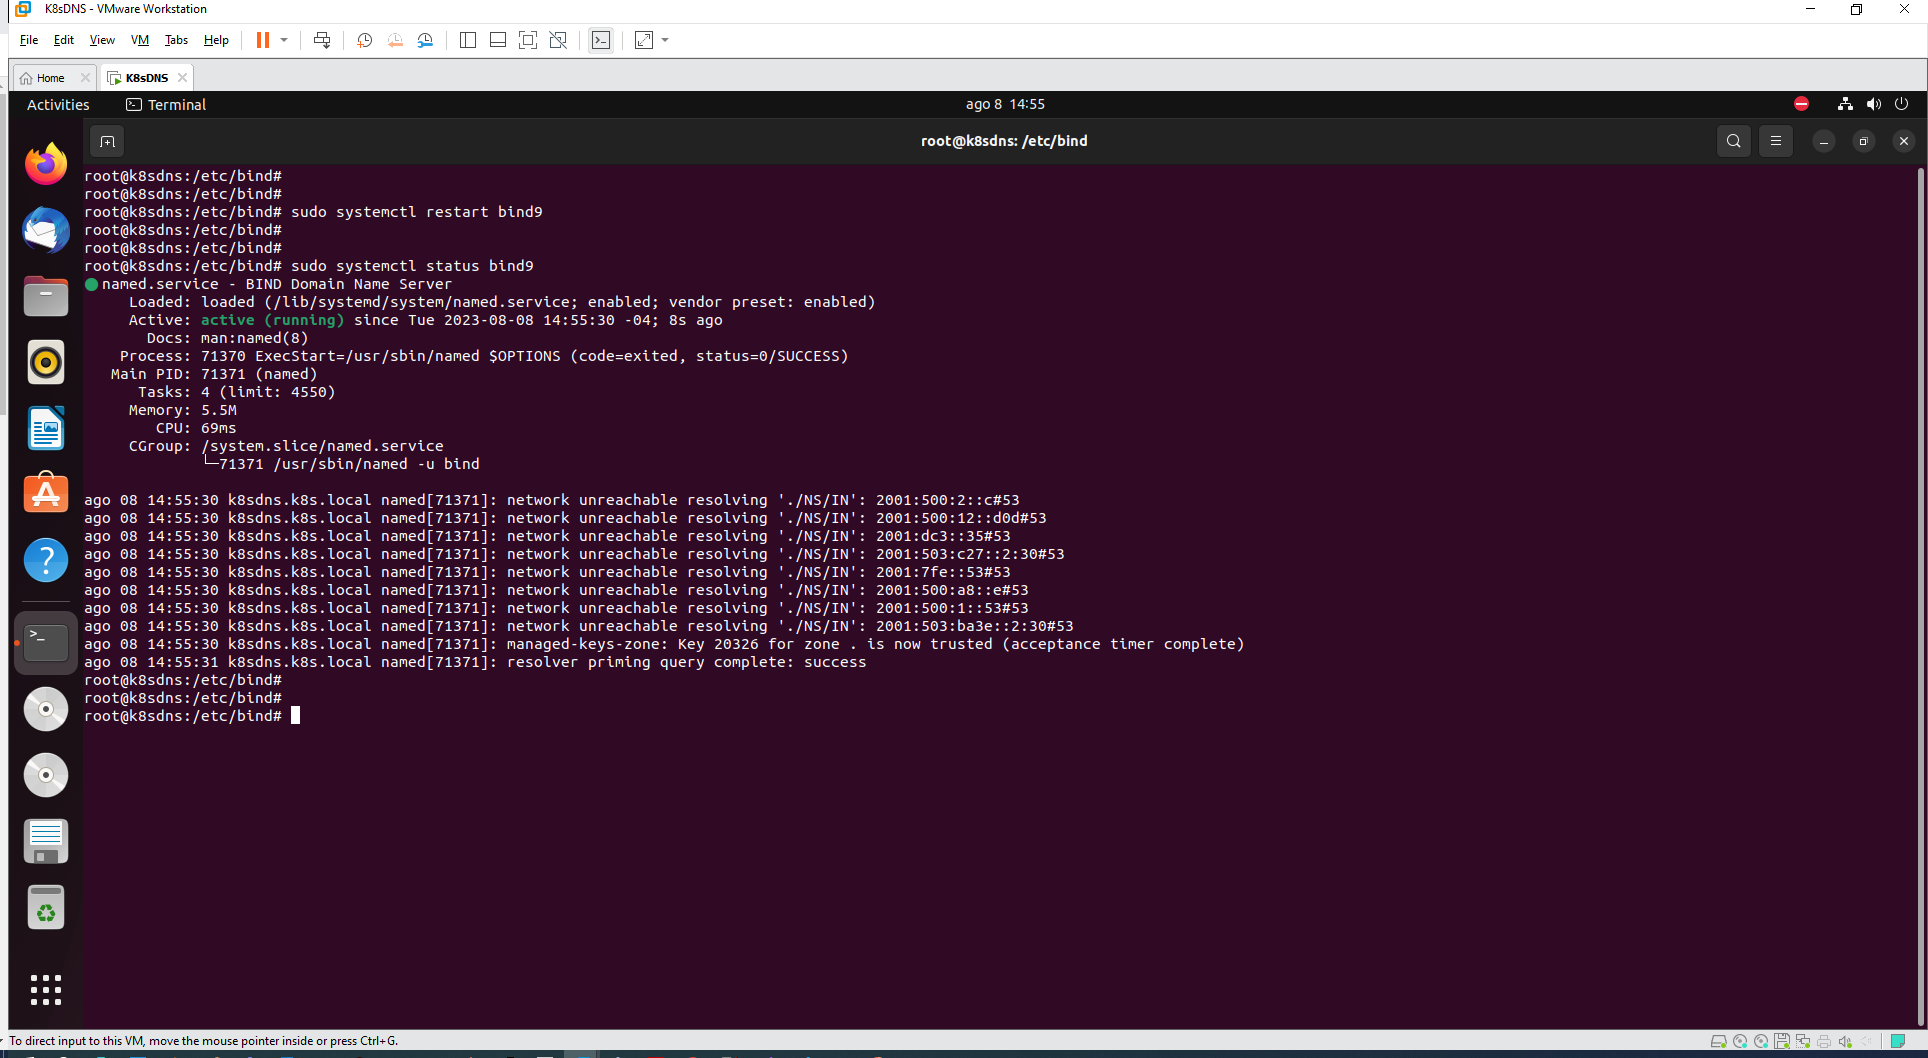 K8sDNS - VMware Workstation
File Edit View VM Tabs Help
Home K8sDNS
Activities Terminal ago 8 14:55
root@k8sdns: /etc/bind
root@k8sdns:/etc/bind#
root@k8sdns:/etc/bind#
root@k8sdns:/etc/bind# sudo systemctl restart bind9
root@k8sdns:/etc/bind#
root@k8sdns:/etc/bind#
root@k8sdns:/etc/bind# sudo systemctl status bind9
● named.service - BIND Domain Name Server
Loaded: loaded (/lib/systemd/system/named.service; enabled; vendor preset: enabled)
Active: active (running) since Tue 2023-08-08 14:55:30 -04; 8s ago
Docs: man:named(8)
Process: 71370 ExecStart=/usr/sbin/named $OPTIONS (code=exited, status=0/SUCCESS)
Main PID: 71371 (named)
Tasks: 4 (limit: 4550)
Memory: 5.5M
CPU: 69ms
CGroup: /system.slice/named.service
└─71371 /usr/sbin/named -u bind
ago 08 14:55:30 k8sdns.k8s.local named[71371]: network unreachable resolving './NS/IN': 2001:500:2::c#53
ago 08 14:55:30 k8sdns.k8s.local named[71371]: network unreachable resolving './NS/IN': 2001:500:12::d0d#53
ago 08 14:55:30 k8sdns.k8s.local named[71371]: network unreachable resolving './NS/IN': 2001:dc3::35#53
ago 08 14:55:30 k8sdns.k8s.local named[71371]: network unreachable resolving './NS/IN': 2001:503:c27::2:30#53
ago 08 14:55:30 k8sdns.k8s.local named[71371]: network unreachable resolving './NS/IN': 2001:7fe::53#53
ago 08 14:55:30 k8sdns.k8s.local named[71371]: network unreachable resolving './NS/IN': 2001:500:a8::e#53
ago 08 14:55:30 k8sdns.k8s.local named[71371]: network unreachable resolving './NS/IN': 2001:500:1::53#53
ago 08 14:55:30 k8sdns.k8s.local named[71371]: network unreachable resolving './NS/IN': 2001:503:ba3e::2:30#53
ago 08 14:55:30 k8sdns.k8s.local named[71371]: managed-keys-zone: Key 20326 for zone . is now trusted (acceptance timer complete)
ago 08 14:55:31 k8sdns.k8s.local named[71371]: resolver priming query complete: success
root@k8sdns:/etc/bind#
root@k8sdns:/etc/bind#
root@k8sdns:/etc/bind#
To direct input to this VM, move the mouse pointer inside or press Ctrl+G.